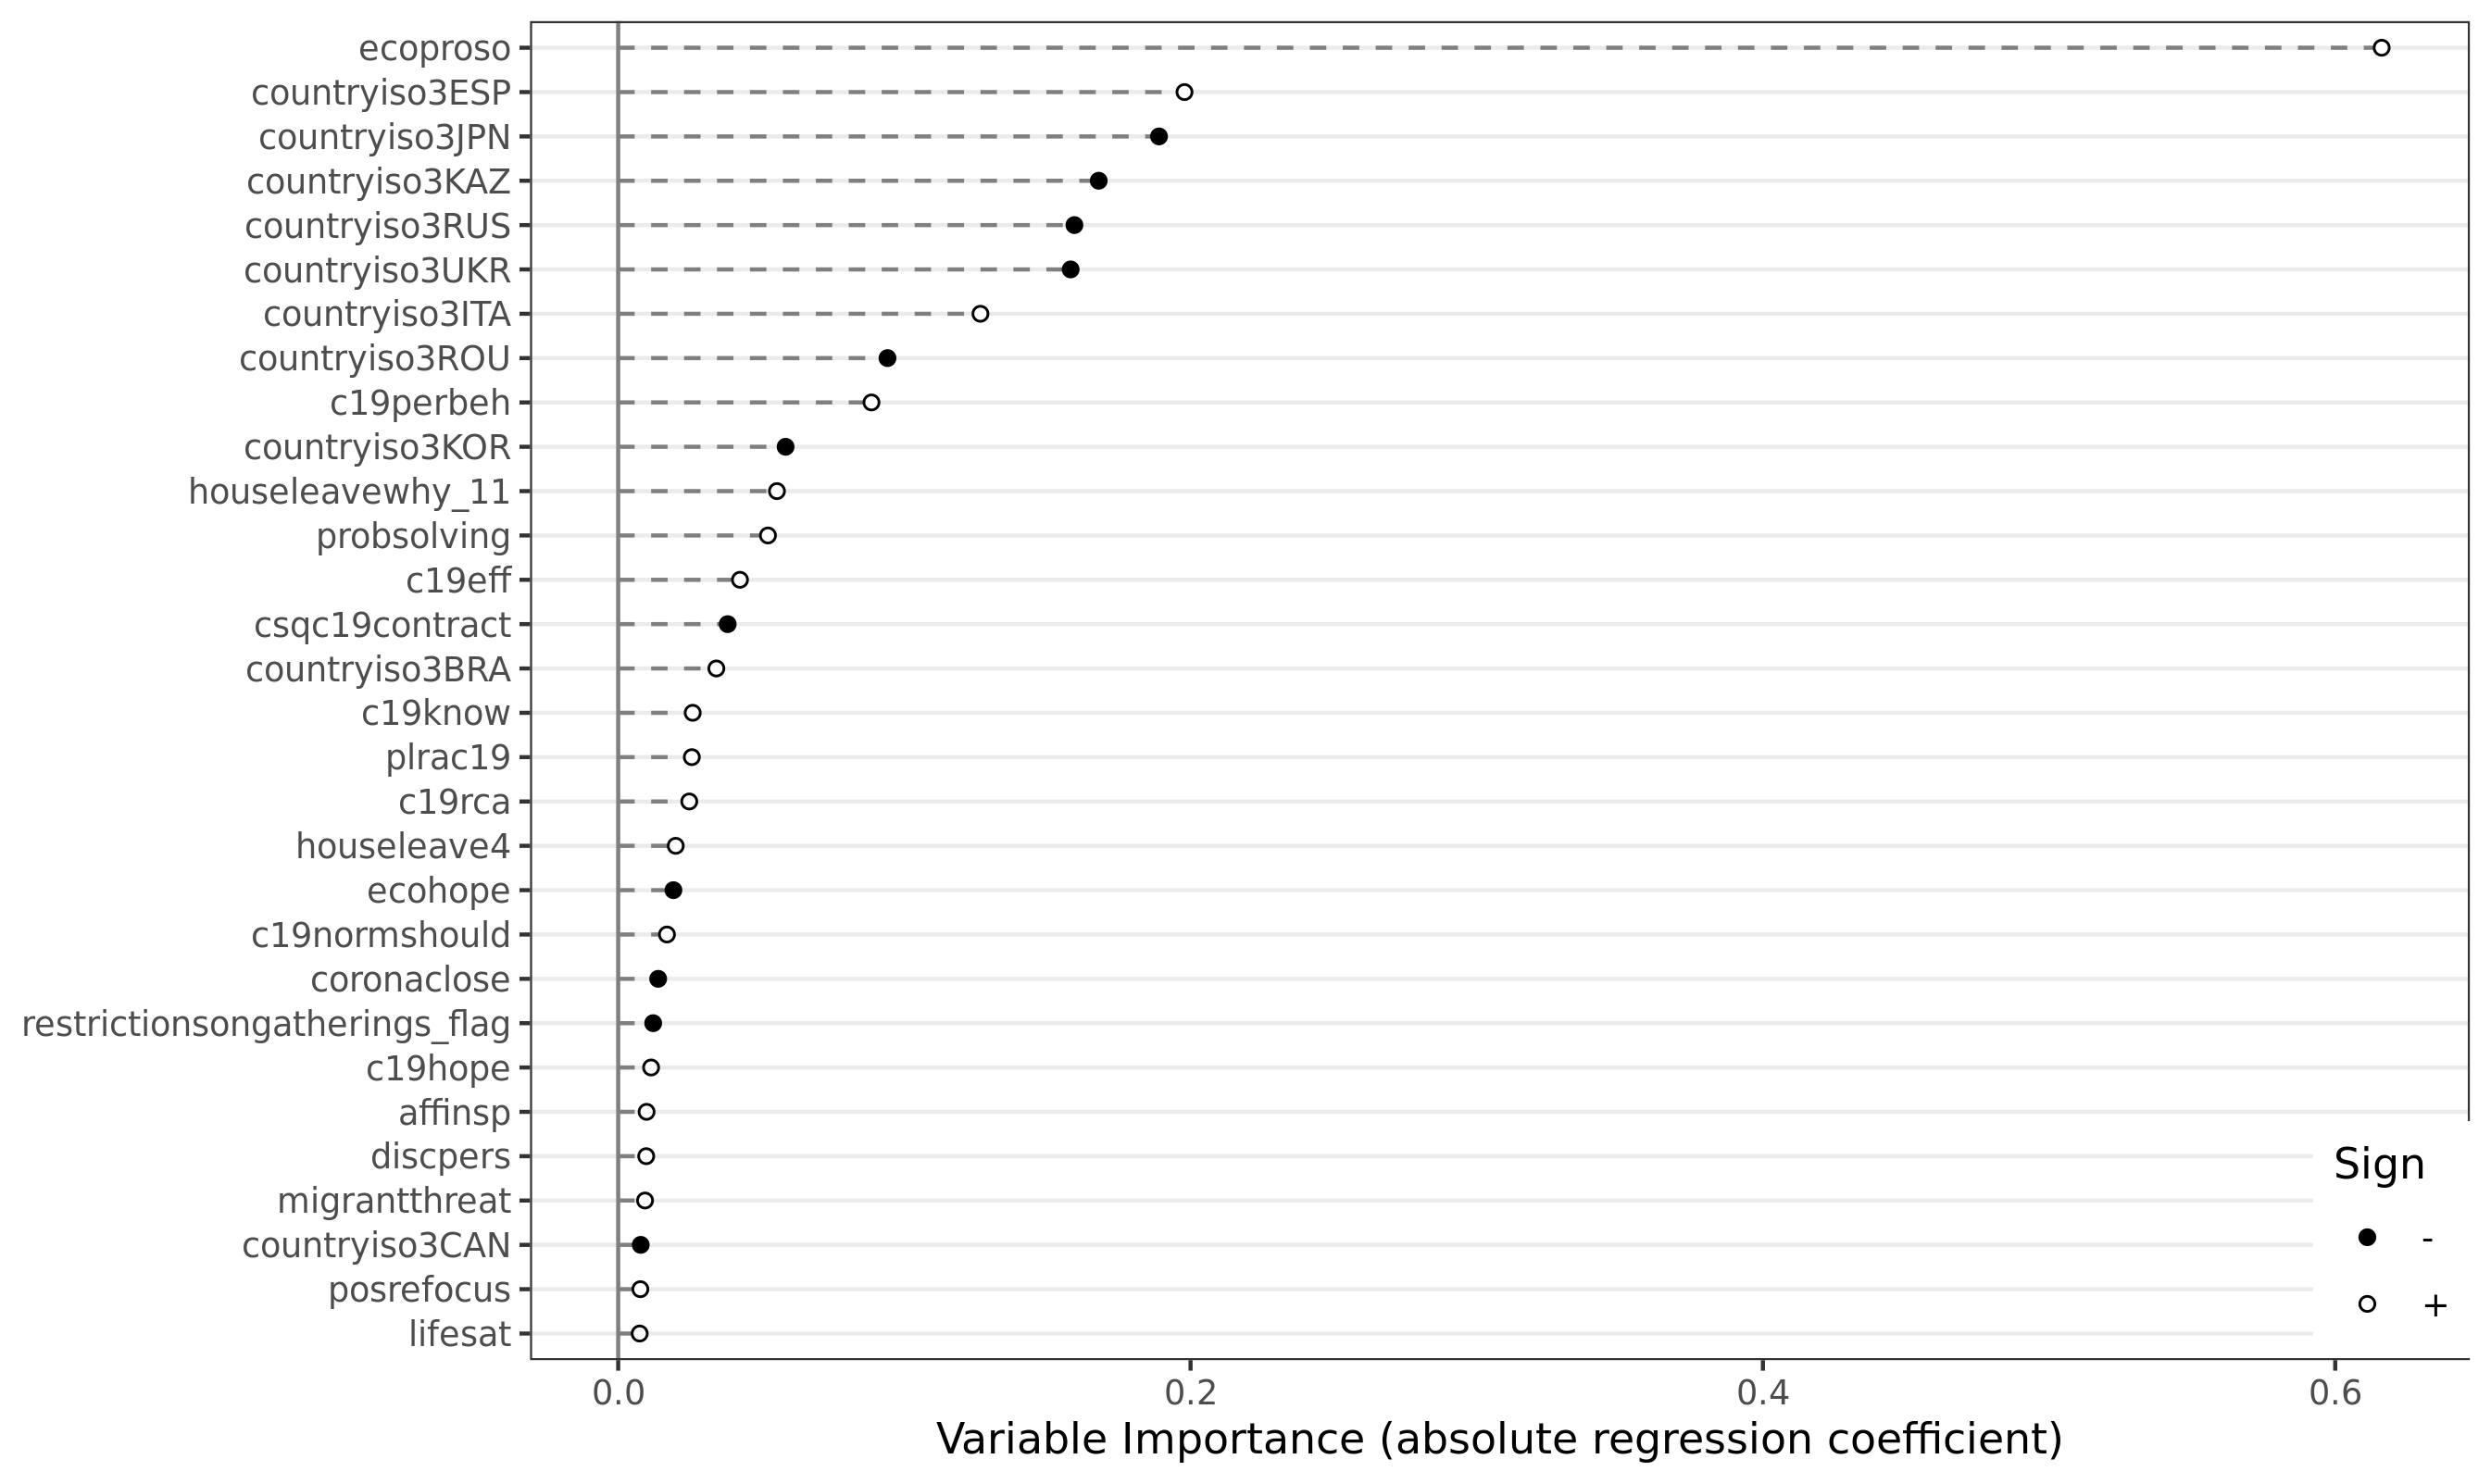 ecoproso
countryiso3ESP
countryiso3JPN
countryiso3KAZ
countryiso3RUS
countryiso3UKR
countryiso3ITA
countryiso3ROU
c19perbeh
countryiso3KOR
houseleavewhy_11
probsolving
c19eff
csqc19contract
countryiso3BRA
c19know
plrac19
c19rca
houseleave4
ecohope
c19normshould
coronaclose
restrictionsongatherings_flag
c19hope
affinsp
discpers
migrantthreat
countryiso3CAN
posrefocus
lifesat
Sign
-
+
0.0 0.2 0.4 0.6
Variable Importance (absolute regression coefficient)